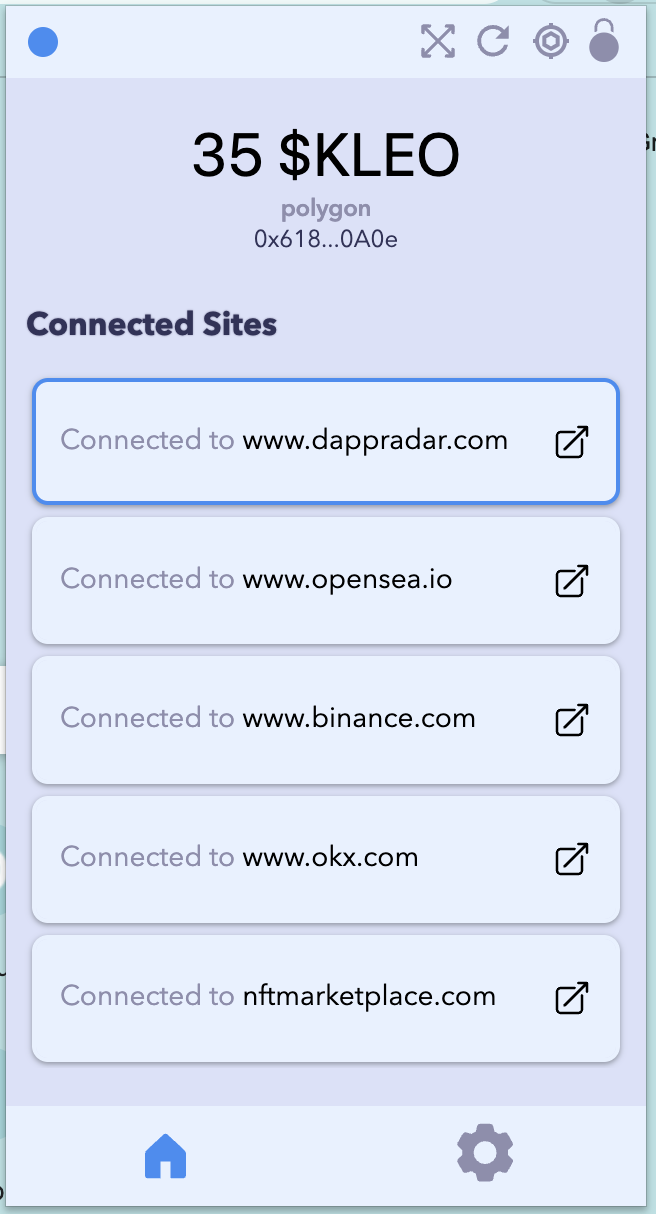 35 $KLEO
polygon
0x618...0A0e
Connected Sites
Connected to www.dappradar.com
Connected to www.opensea.io
Connected to www.binance.com
Connected to www.okx.com
Connected to nftmarketplace.com